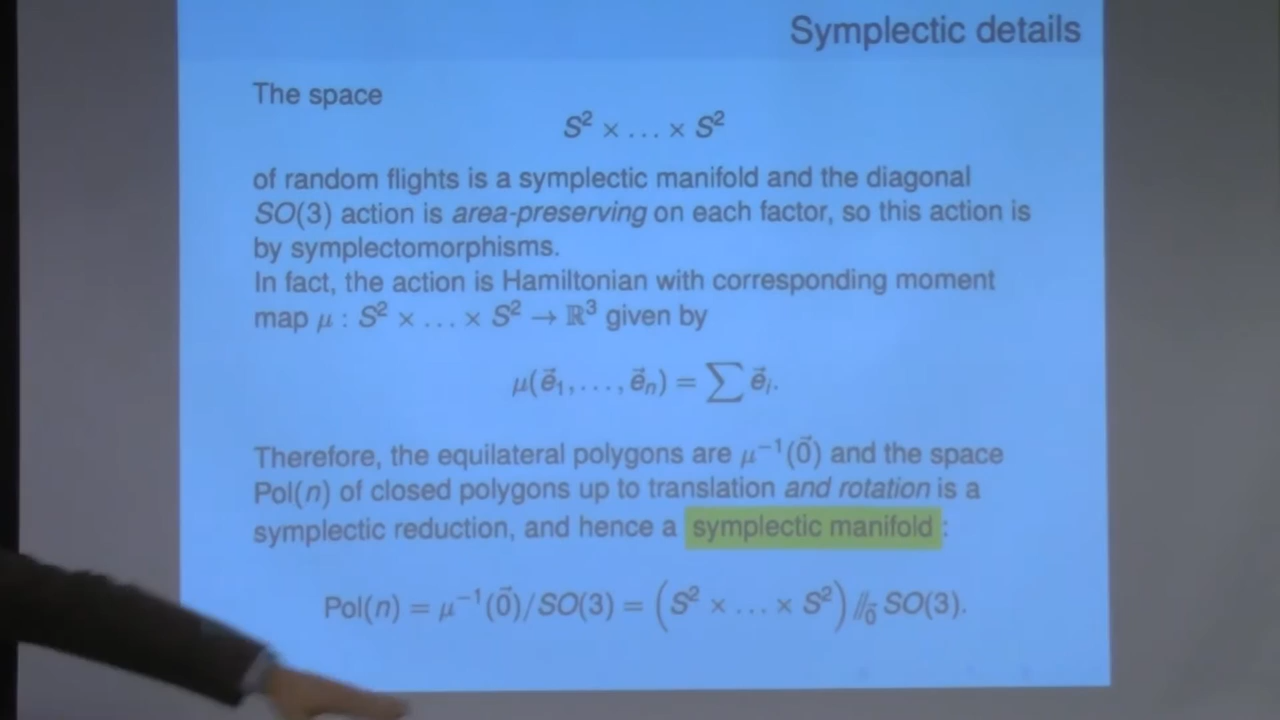 Symplectic details
The space
S² × … × S²
of random flights is a symplectic manifold and the diagonal
SO(3) action is area-preserving on each factor, so this action is
by symplectomorphisms.
In fact, the action is Hamiltonian with corresponding moment
map μ : S² × … × S² → ℝ³ given by
μ(e⃗₁, …, e⃗ₙ) = ∑ e⃗ᵢ.
Therefore, the equilateral polygons are μ⁻¹(0⃗) and the space
Pol(n) of closed polygons up to translation and rotation is a
symplectic reduction, and hence a symplectic manifold:
Pol(n) = μ⁻¹(0⃗)/SO(3) = (S² × … × S²) //_0⃗ SO(3).